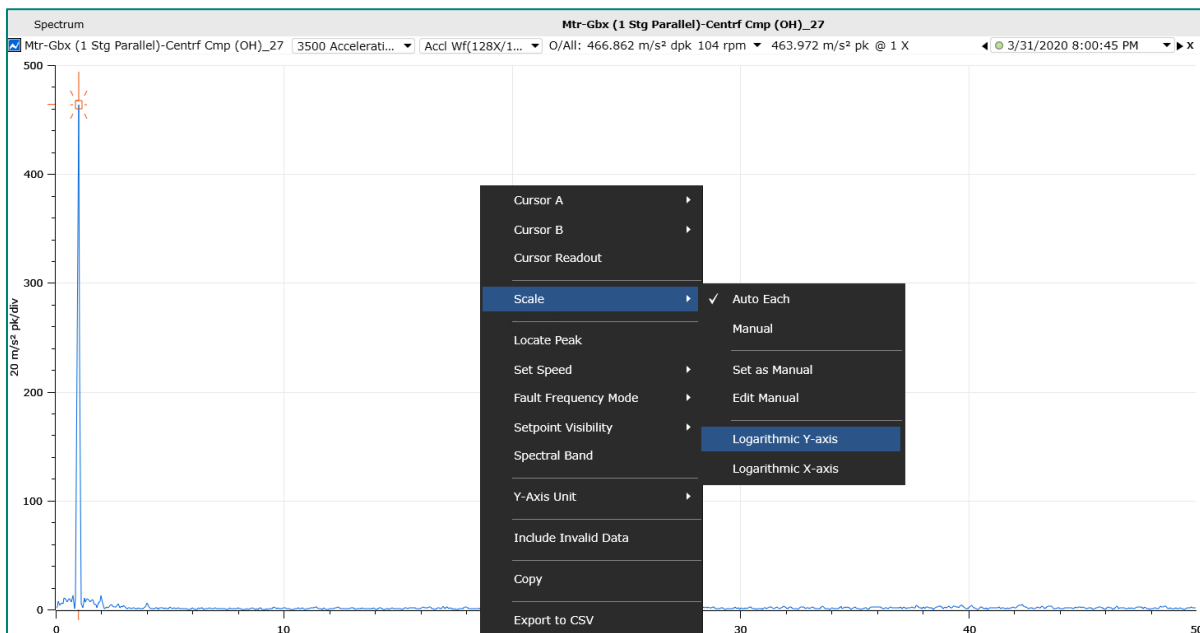 Spectrum
Mtr-Gbx (1 Stg Parallel)-Centrf Cmp (OH)_27
Mtr-Gbx (1 Stg Parallel)-Centrf Cmp (OH)_27 3500 Accelerati... Accl Wf(128X/1... O/All: 466.862 m/s² dpk 104 rpm 463.972 m/s² pk @ 1 X 3/31/2020 8:00:45 PM x
500
400
300
200
100
0
20 m/s² pk/div
0 10 30 40 50
Cursor A
Cursor B
Cursor Readout
Scale
Locate Peak
Set Speed
Fault Frequency Mode
Setpoint Visibility
Spectral Band
Y-Axis Unit
Include Invalid Data
Copy
Export to CSV
✓ Auto Each
Manual
Set as Manual
Edit Manual
Logarithmic Y-axis
Logarithmic X-axis